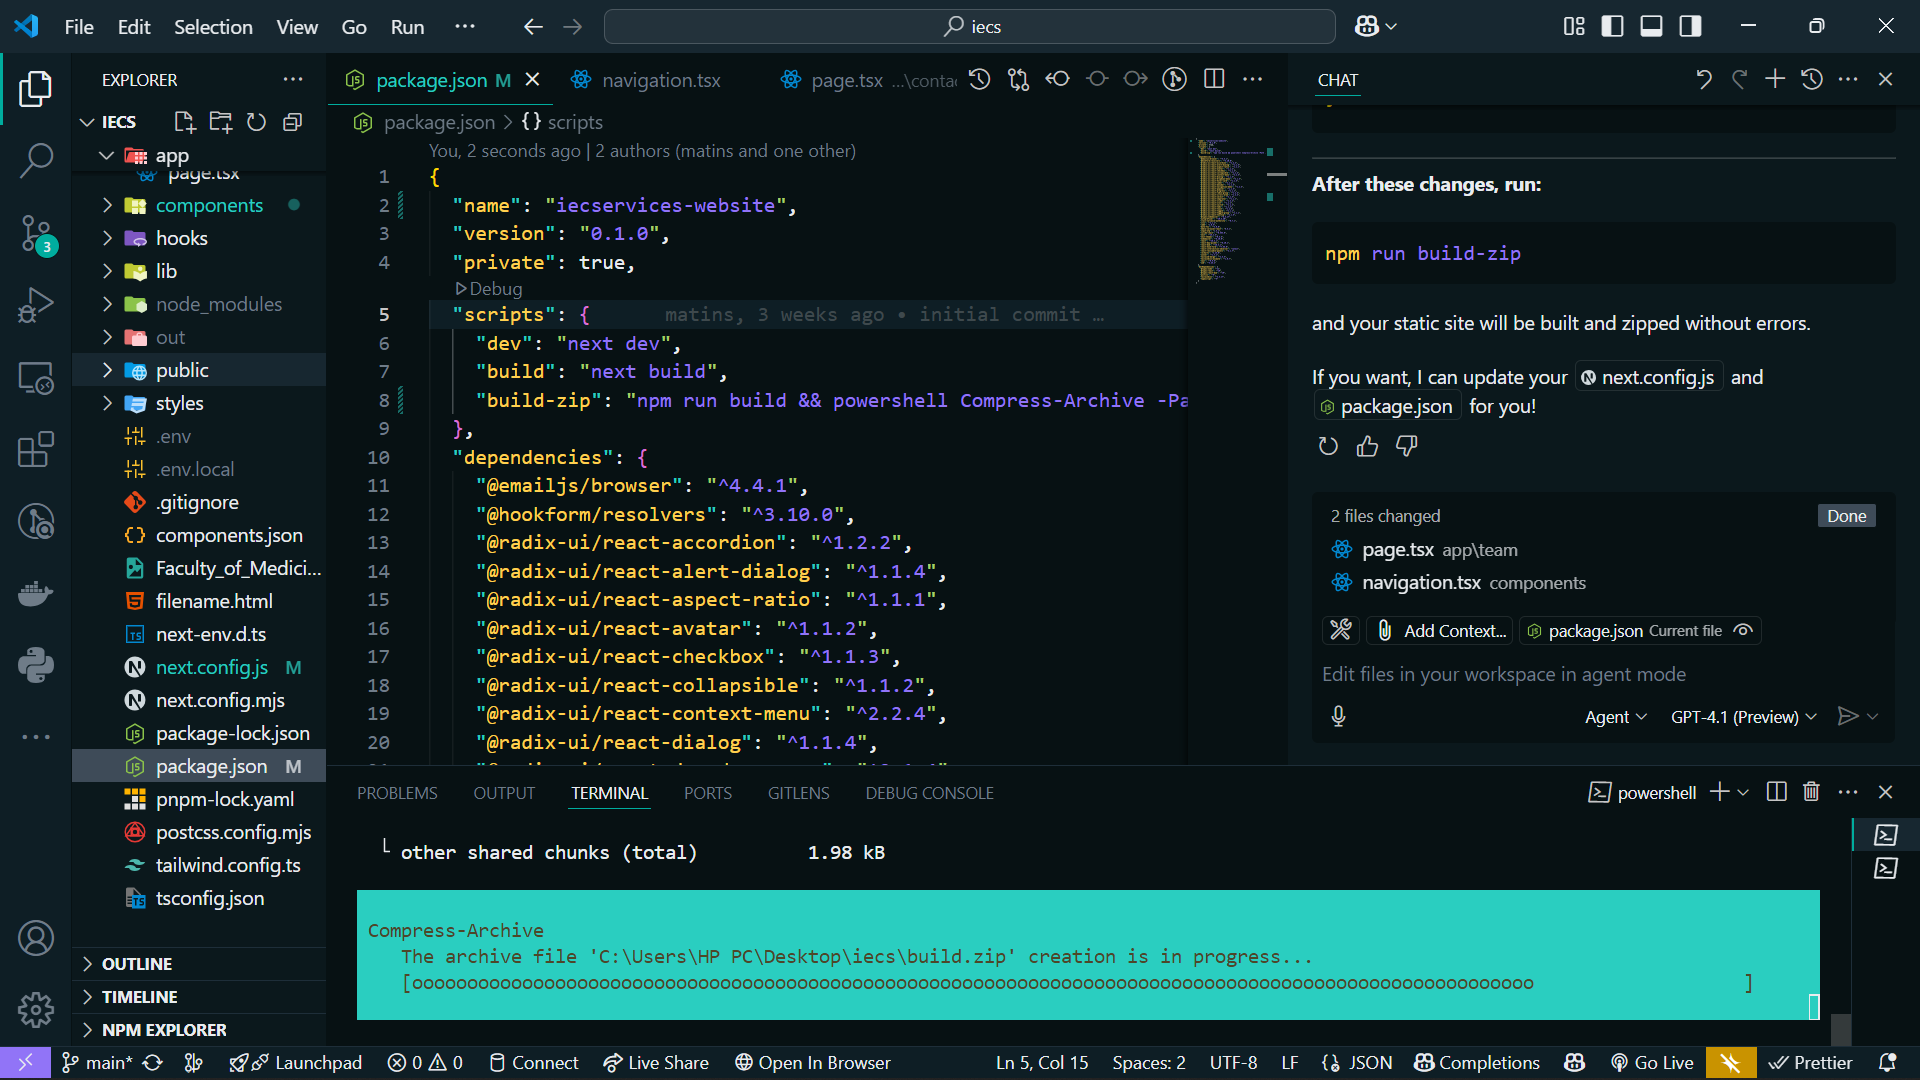 File Edit Selection View Go Run ···
iecs
EXPLORER
IECS
app
page.tsx
components
hooks
lib
node_modules
out
public
styles
.env
.env.local
.gitignore
components.json
Faculty_of_Medici...
filename.html
next-env.d.ts
next.config.js M
next.config.mjs
package-lock.json
package.json M
pnpm-lock.yaml
postcss.config.mjs
tailwind.config.ts
tsconfig.json
OUTLINE
TIMELINE
NPM EXPLORER
3
package.json M
navigation.tsx
page.tsx ...\contac
package.json > {} scripts
You, 2 seconds ago | 2 authors (matins and one other)
1 {
2 "name": "iecservices-website",
3 "version": "0.1.0",
4 "private": true,
Debug
5 "scripts": { matins, 3 weeks ago • initial commit …
6 "dev": "next dev",
7 "build": "next build",
8 "build-zip": "npm run build && powershell Compress-Archive -Pa
9 },
10 "dependencies": {
11 "@emailjs/browser": "^4.4.1",
12 "@hookform/resolvers": "^3.10.0",
13 "@radix-ui/react-accordion": "^1.2.2",
14 "@radix-ui/react-alert-dialog": "^1.1.4",
15 "@radix-ui/react-aspect-ratio": "^1.1.1",
16 "@radix-ui/react-avatar": "^1.1.2",
17 "@radix-ui/react-checkbox": "^1.1.3",
18 "@radix-ui/react-collapsible": "^1.1.2",
19 "@radix-ui/react-context-menu": "^2.2.4",
20 "@radix-ui/react-dialog": "^1.1.4",
CHAT
After these changes, run:
npm run build-zip
and your static site will be built and zipped without errors.
If you want, I can update your next.config.js and
package.json for you!
2 files changed
Done
page.tsx app\team
navigation.tsx components
Add Context...
package.json Current file
Edit files in your workspace in agent mode
Agent
GPT-4.1 (Preview)
PROBLEMS OUTPUT TERMINAL PORTS GITLENS DEBUG CONSOLE
powershell
└ other shared chunks (total) 1.98 kB
Compress-Archive
The archive file 'C:\Users\HP PC\Desktop\iecs\build.zip' creation is in progress...
[oooooooooooooooooooooooooooooooooooooooooooooooooooooooooooooooooooooooooooooooooooooooooooooooooooooo ]
main* Launchpad 0 0 Connect Live Share Open In Browser
Ln 5, Col 15 Spaces: 2 UTF-8 LF {} JSON Completions Go Live Prettier